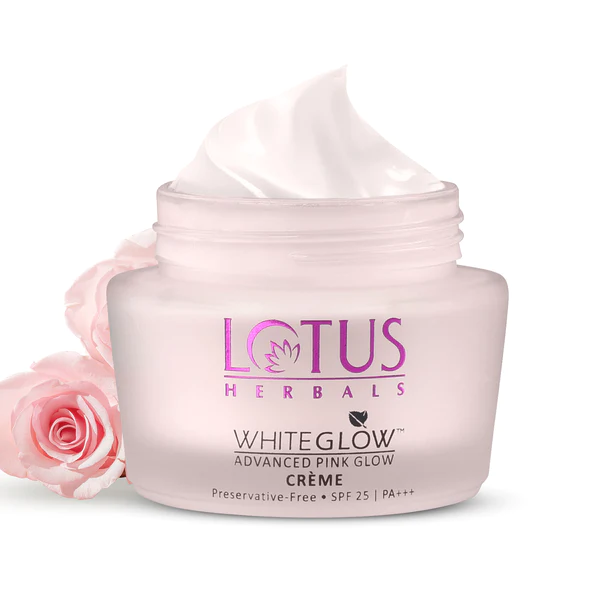 LOTUS
HERBALS
WHITEGLOW™
ADVANCED PINK GLOW
CRÈME
Preservative-Free • SPF 25 | PA+++